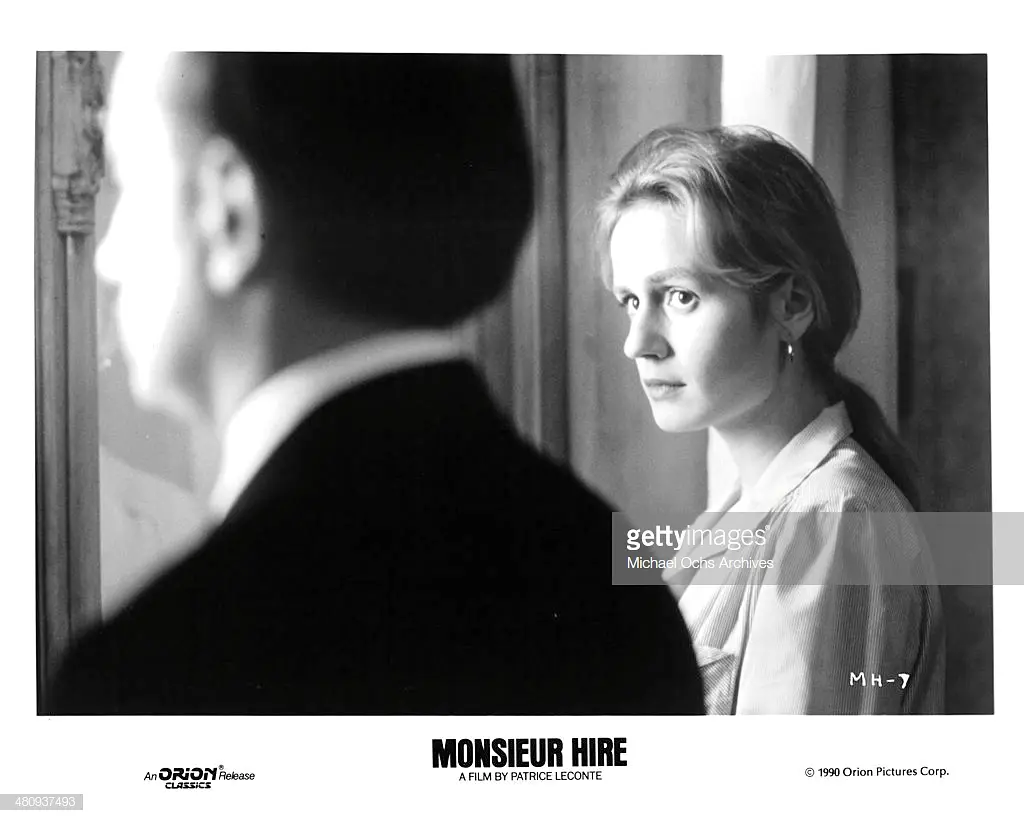 gettyimages®
Michael Ochs Archives
MH-7
MONSIEUR HIRE
A FILM BY PATRICE LECONTE
An ORION® Release
CLASSICS
© 1990 Orion Pictures Corp.
480937493